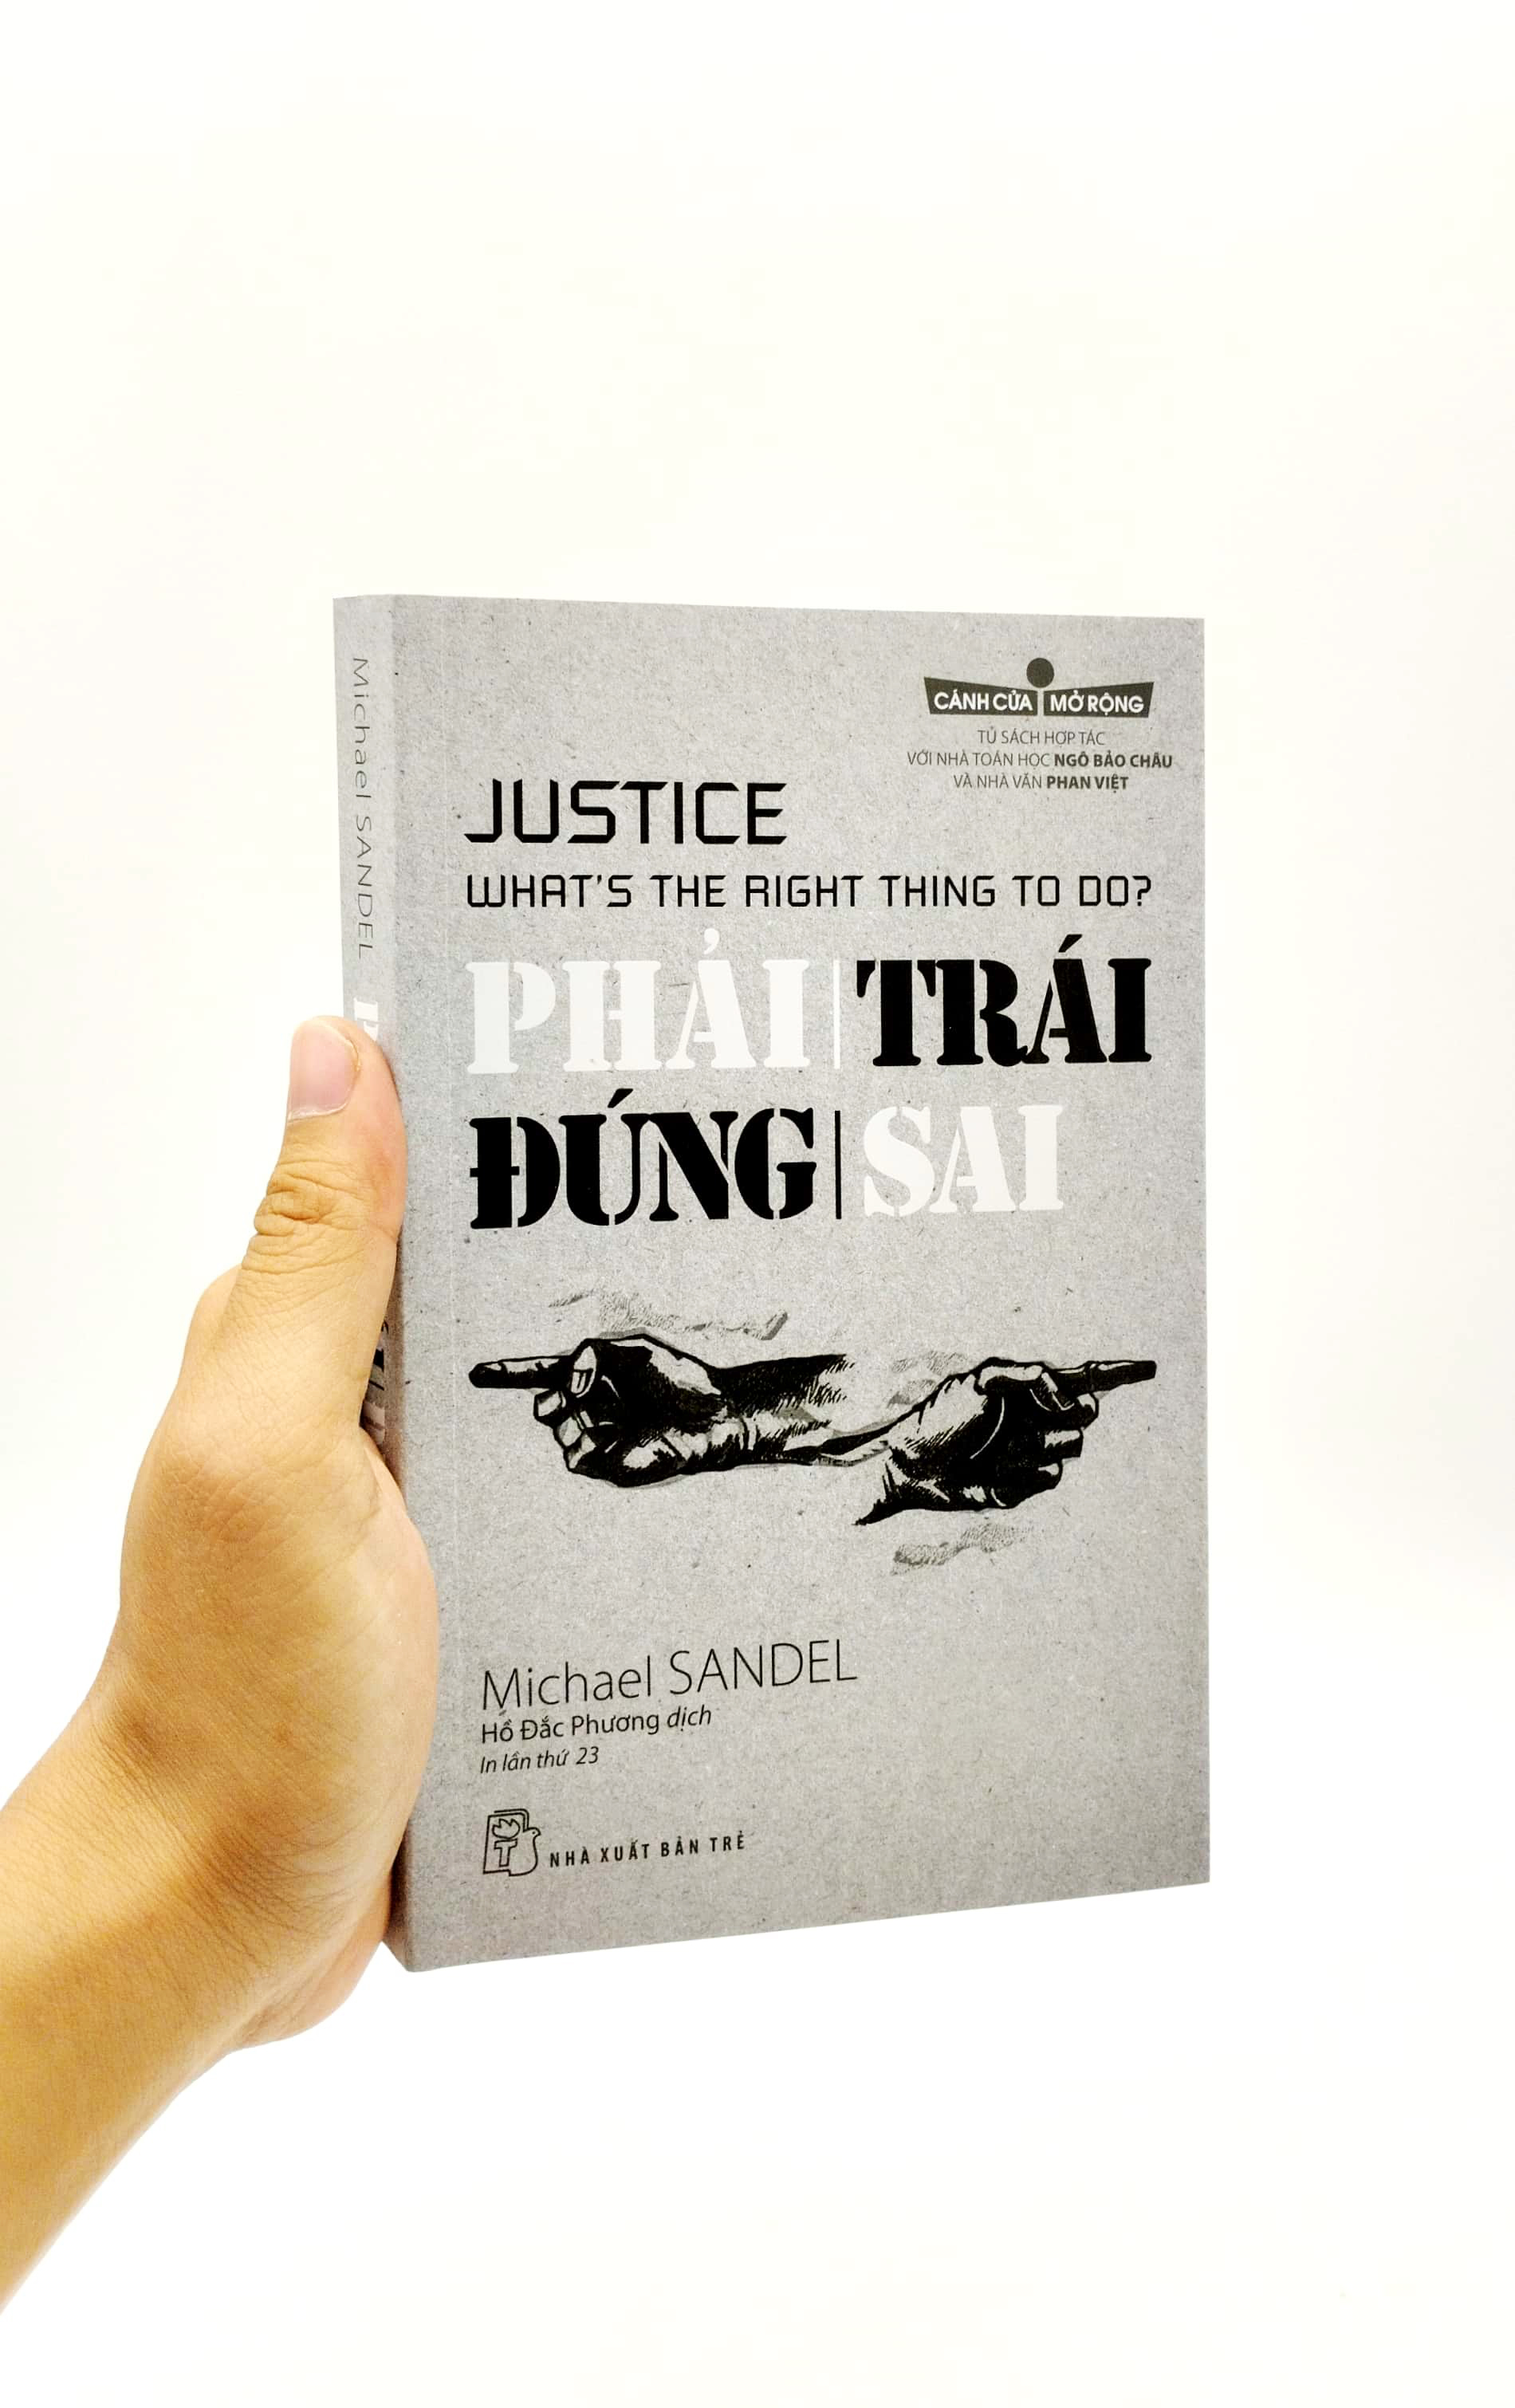 Michael SANDEL
CÁNH CỬA MỞ RỘNG
TỦ SÁCH HỢP TÁC
VỚI NHÀ TOÁN HỌC NGÔ BẢO CHÂU
VÀ NHÀ VĂN PHAN VIỆT
JUSTICE
WHAT'S THE RIGHT THING TO DO?
PHẢI TRÁI
ĐÚNG SAI
Michael SANDEL
Hồ Đắc Phương dịch
In lần thứ 23
NHÀ XUẤT BẢN TRẺ